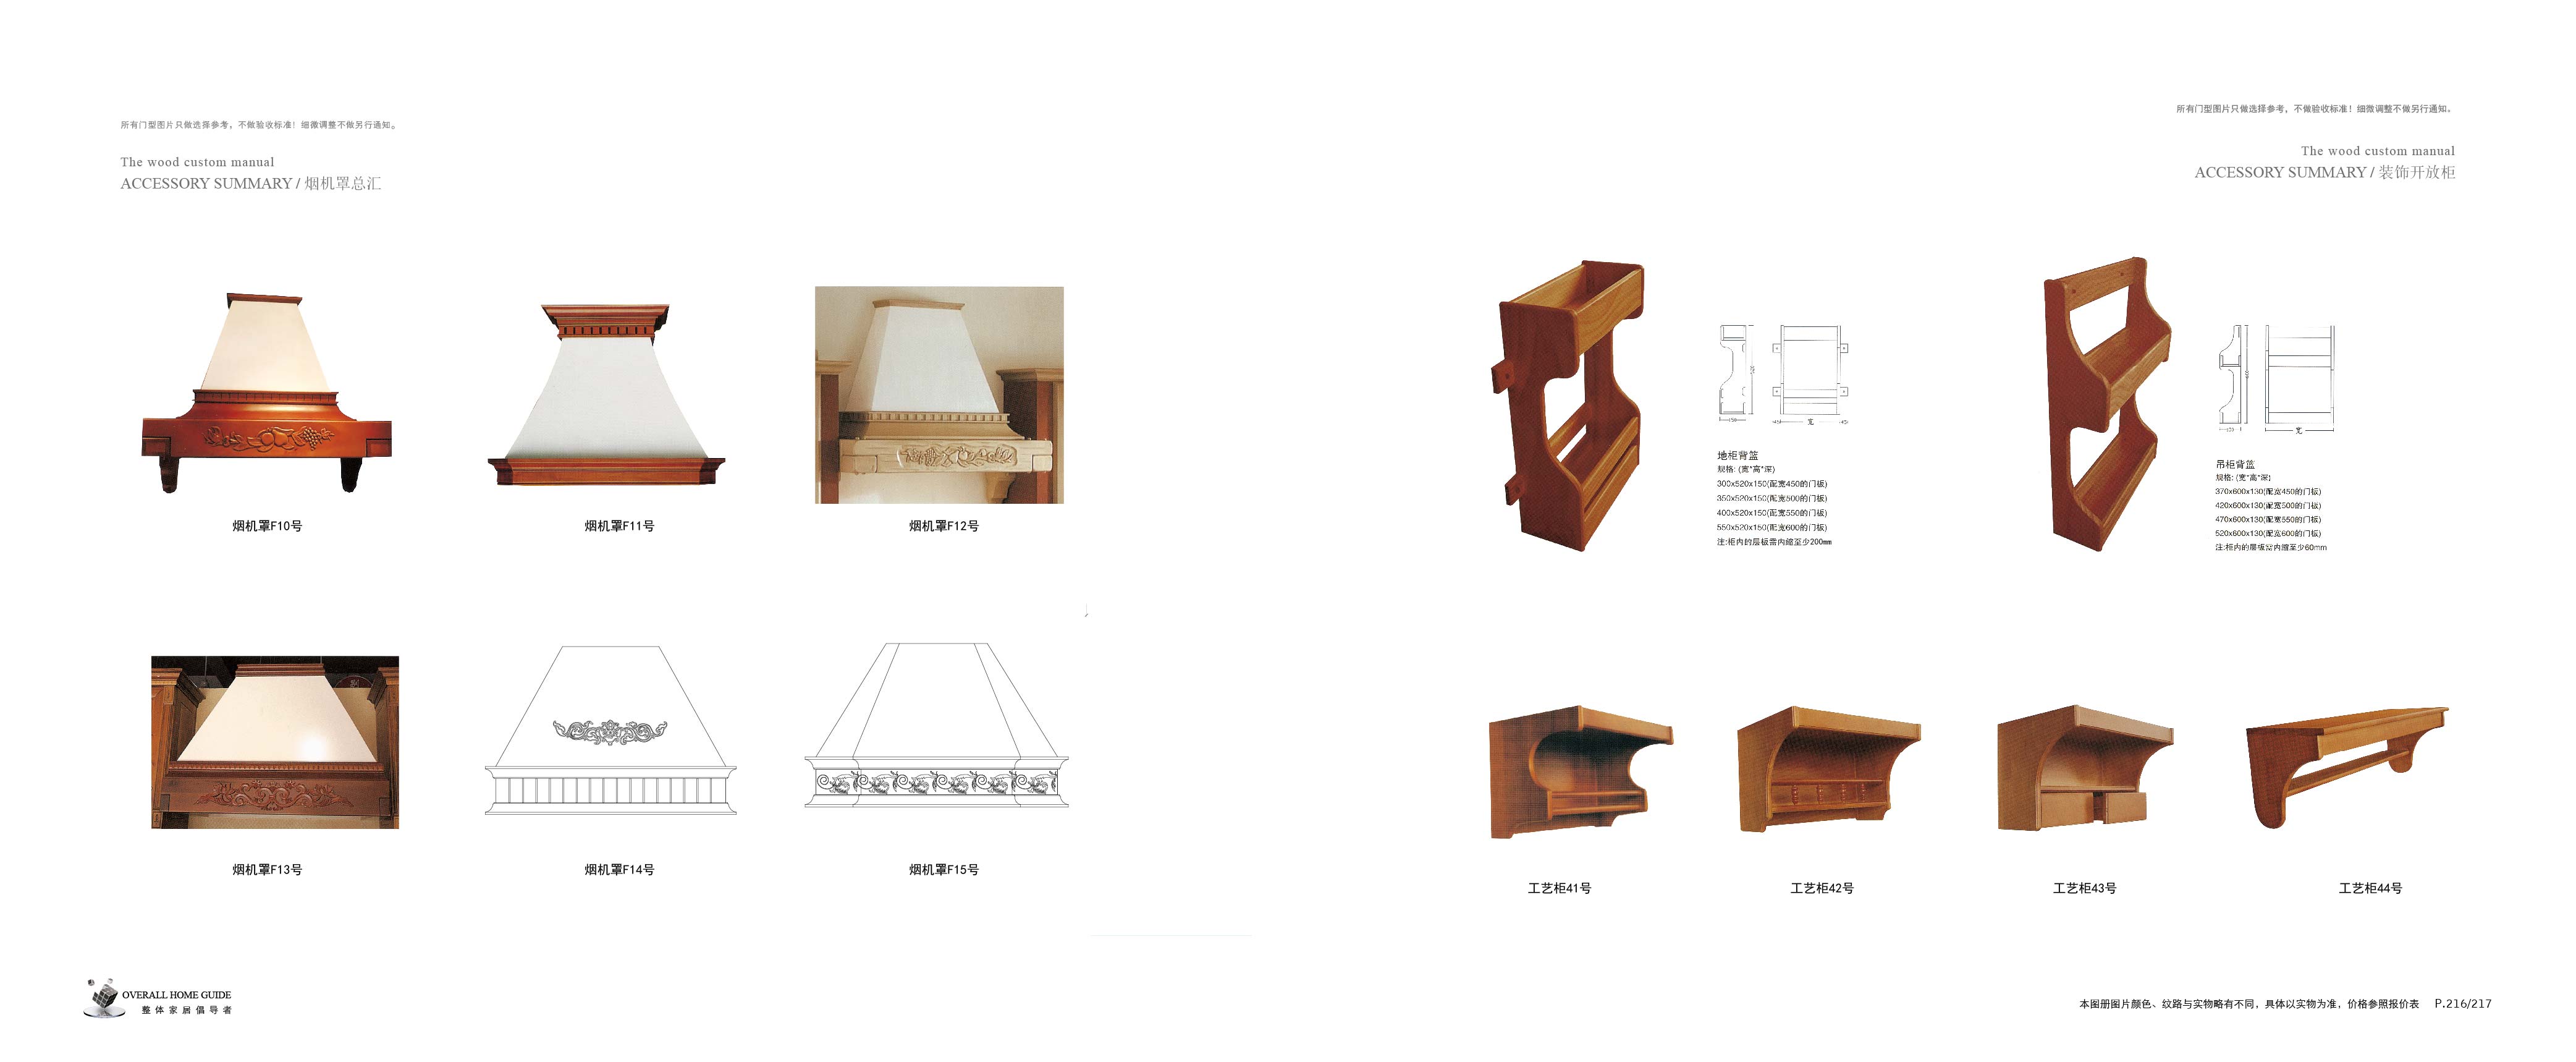 所有门型图片只做选择参考，不做验收标准！细微调整不做另行通知。
The wood custom manual
ACCESSORY SUMMARY / 烟机罩总汇
烟机罩F10号
烟机罩F11号
烟机罩F12号
烟机罩F13号
烟机罩F14号
烟机罩F15号
OVERALL HOME GUIDE
整体家居倡导者
所有门型图片只做选择参考，不做验收标准！细微调整不做另行通知。
The wood custom manual
ACCESSORY SUMMARY / 装饰开放柜
宽
地柜背篮
规格: (宽*高*深)
300x520x150(配宽450的门板)
350x520x150(配宽500的门板)
400x520x150(配宽550的门板)
550x520x150(配宽600的门板)
注:柜内的层板需内缩至少200mm
宽
吊柜背篮
规格: (宽*高*深)
370x600x130(配宽450的门板)
420x600x130(配宽500的门板)
470x600x130(配宽550的门板)
520x600x130(配宽600的门板)
注:柜内的层板需内缩至少60mm
工艺柜41号
工艺柜42号
工艺柜43号
工艺柜44号
本图册图片颜色、纹路与实物略有不同，具体以实物为准，价格参照报价表 P.216/217